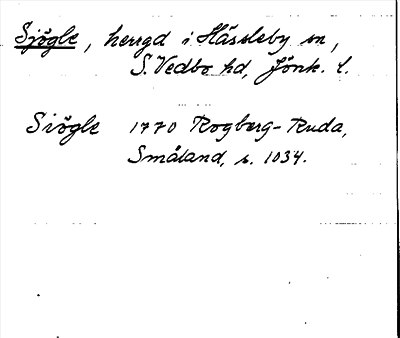 Sjögle, herrgd i Hässleby sn,
S. Vedbo hd, Jönk. l.
Siögle 1770 Rogberg-Ruda,
Småland, s. 1034.